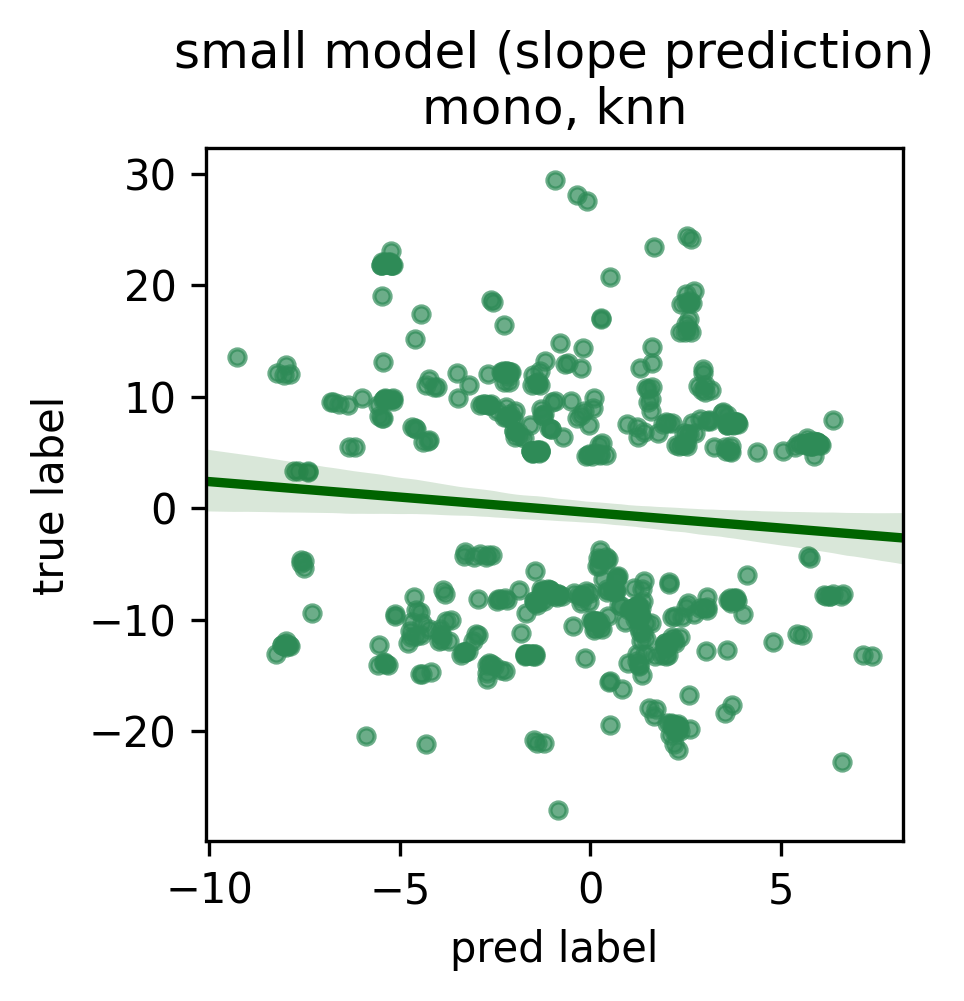 small model (slope prediction)
mono, knn
30
20
10
0
−10
−20
true label
−10
−5
0
5
pred label